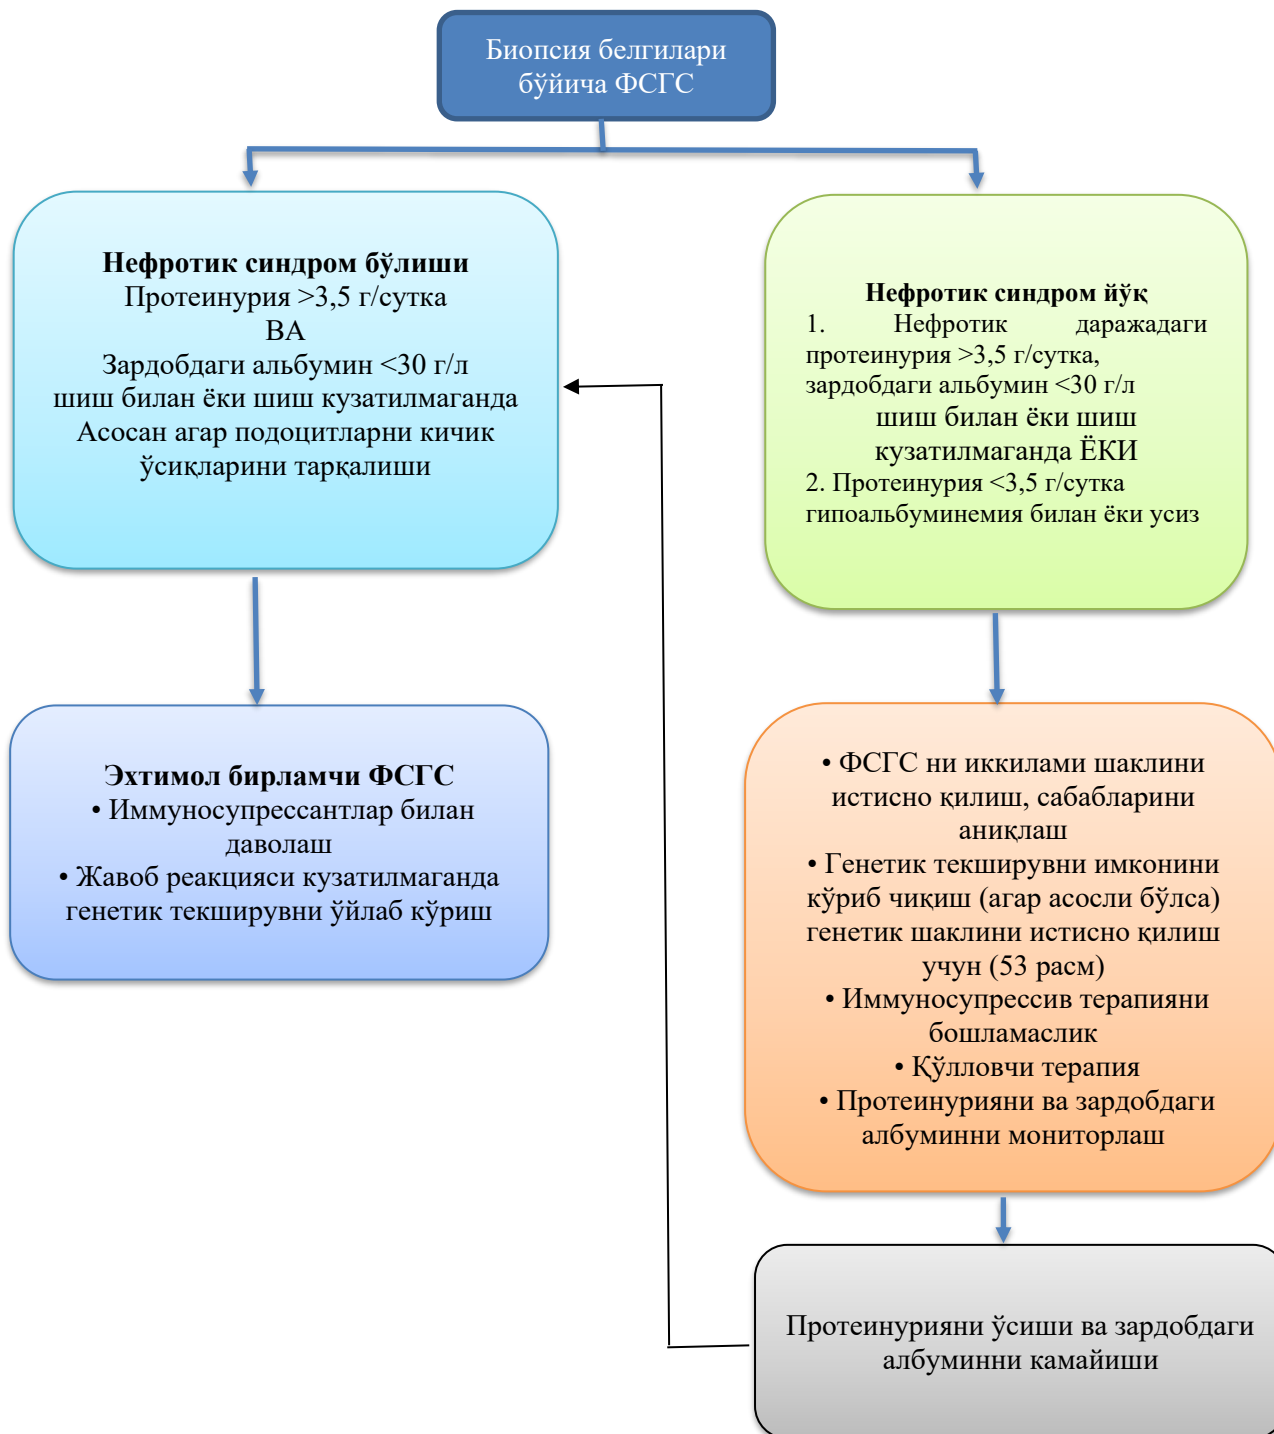 Биопсия белгилари
бўйича ФСГС
Нефротик синдром бўлиши
Протеинурия >3,5 г/сутка
ВА
Зардобдаги альбумин <30 г/л
шиш билан ёки шиш кузатилмаганда
Асосан агар подоцитларни кичик
ўсиқларини тарқалиши
Нефротик синдром йўқ
1. Нефротик даражадаги
протеинурия >3,5 г/сутка,
зардобдаги альбумин <30 г/л
шиш билан ёки шиш
кузатилмаганда ЁКИ
2. Протеинурия <3,5 г/сутка
гипоальбуминемия билан ёки усиз
Эхтимол бирламчи ФСГС
• Иммуносупрессантлар билан
даволаш
• Жавоб реакцияси кузатилмаганда
генетик текширувни ўйлаб кўриш
• ФСГС ни иккилами шаклини
истисно қилиш, сабабларини
аниқлаш
• Генетик текширувни имконини
кўриб чиқиш (агар асосли бўлса)
генетик шаклини истисно қилиш
учун (53 расм)
• Иммуносупрессив терапияни
бошламаслик
• Қўлловчи терапия
• Протеинурияни ва зардобдаги
албуминни мониторлаш
Протеинурияни ўсиши ва зардобдаги
албуминни камайиши